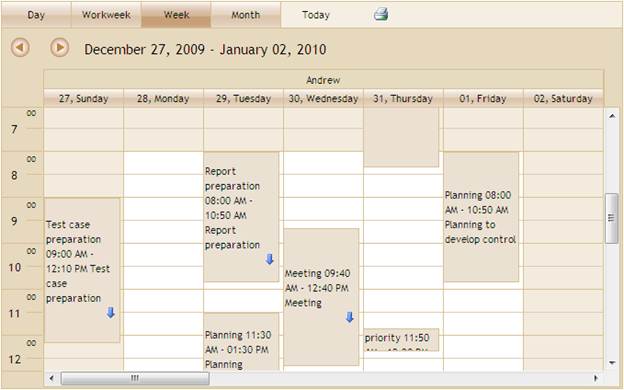 Day Workweek Week Month Today
December 27, 2009 - January 02, 2010
Andrew
27, Sunday 28, Monday 29, Tuesday 30, Wednesday 31, Thursday 01, Friday 02, Saturday
7 00
8 00
9 00
10 00
11 00
12 00
Test case
preparation
09:00 AM -
12:10 PM Test
case
preparation
Report
preparation
08:00 AM -
10:50 AM
Report
preparation
Planning 11:30
AM - 01:30 PM
Planning
Meeting 09:40
AM - 12:40 PM
Meeting
priority 11:50
Planning 08:00
AM - 10:50 AM
Planning to
develop control